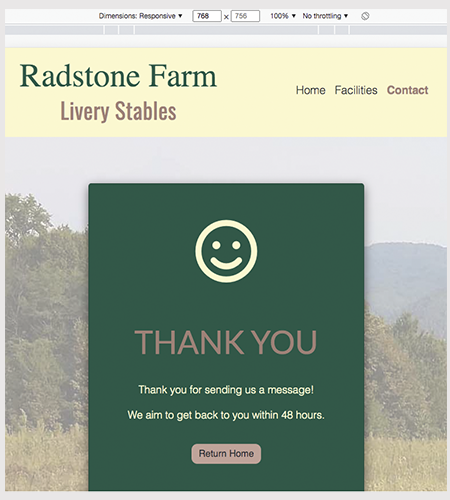 Dimensions: Responsive ▼ 768 x 756 100% ▼ No throttling ▼
Radstone Farm
Livery Stables
Home Facilities Contact
THANK YOU
Thank you for sending us a message!
We aim to get back to you within 48 hours.
Return Home